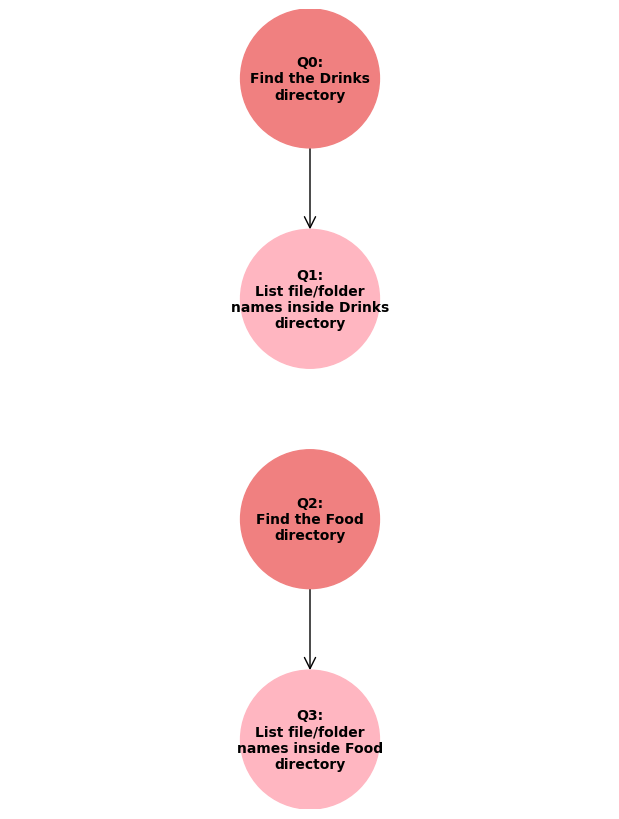 Q0:
Find the Drinks
directory
Q1:
List file/folder
names inside Drinks
directory
Q2:
Find the Food
directory
Q3:
List file/folder
names inside Food
directory